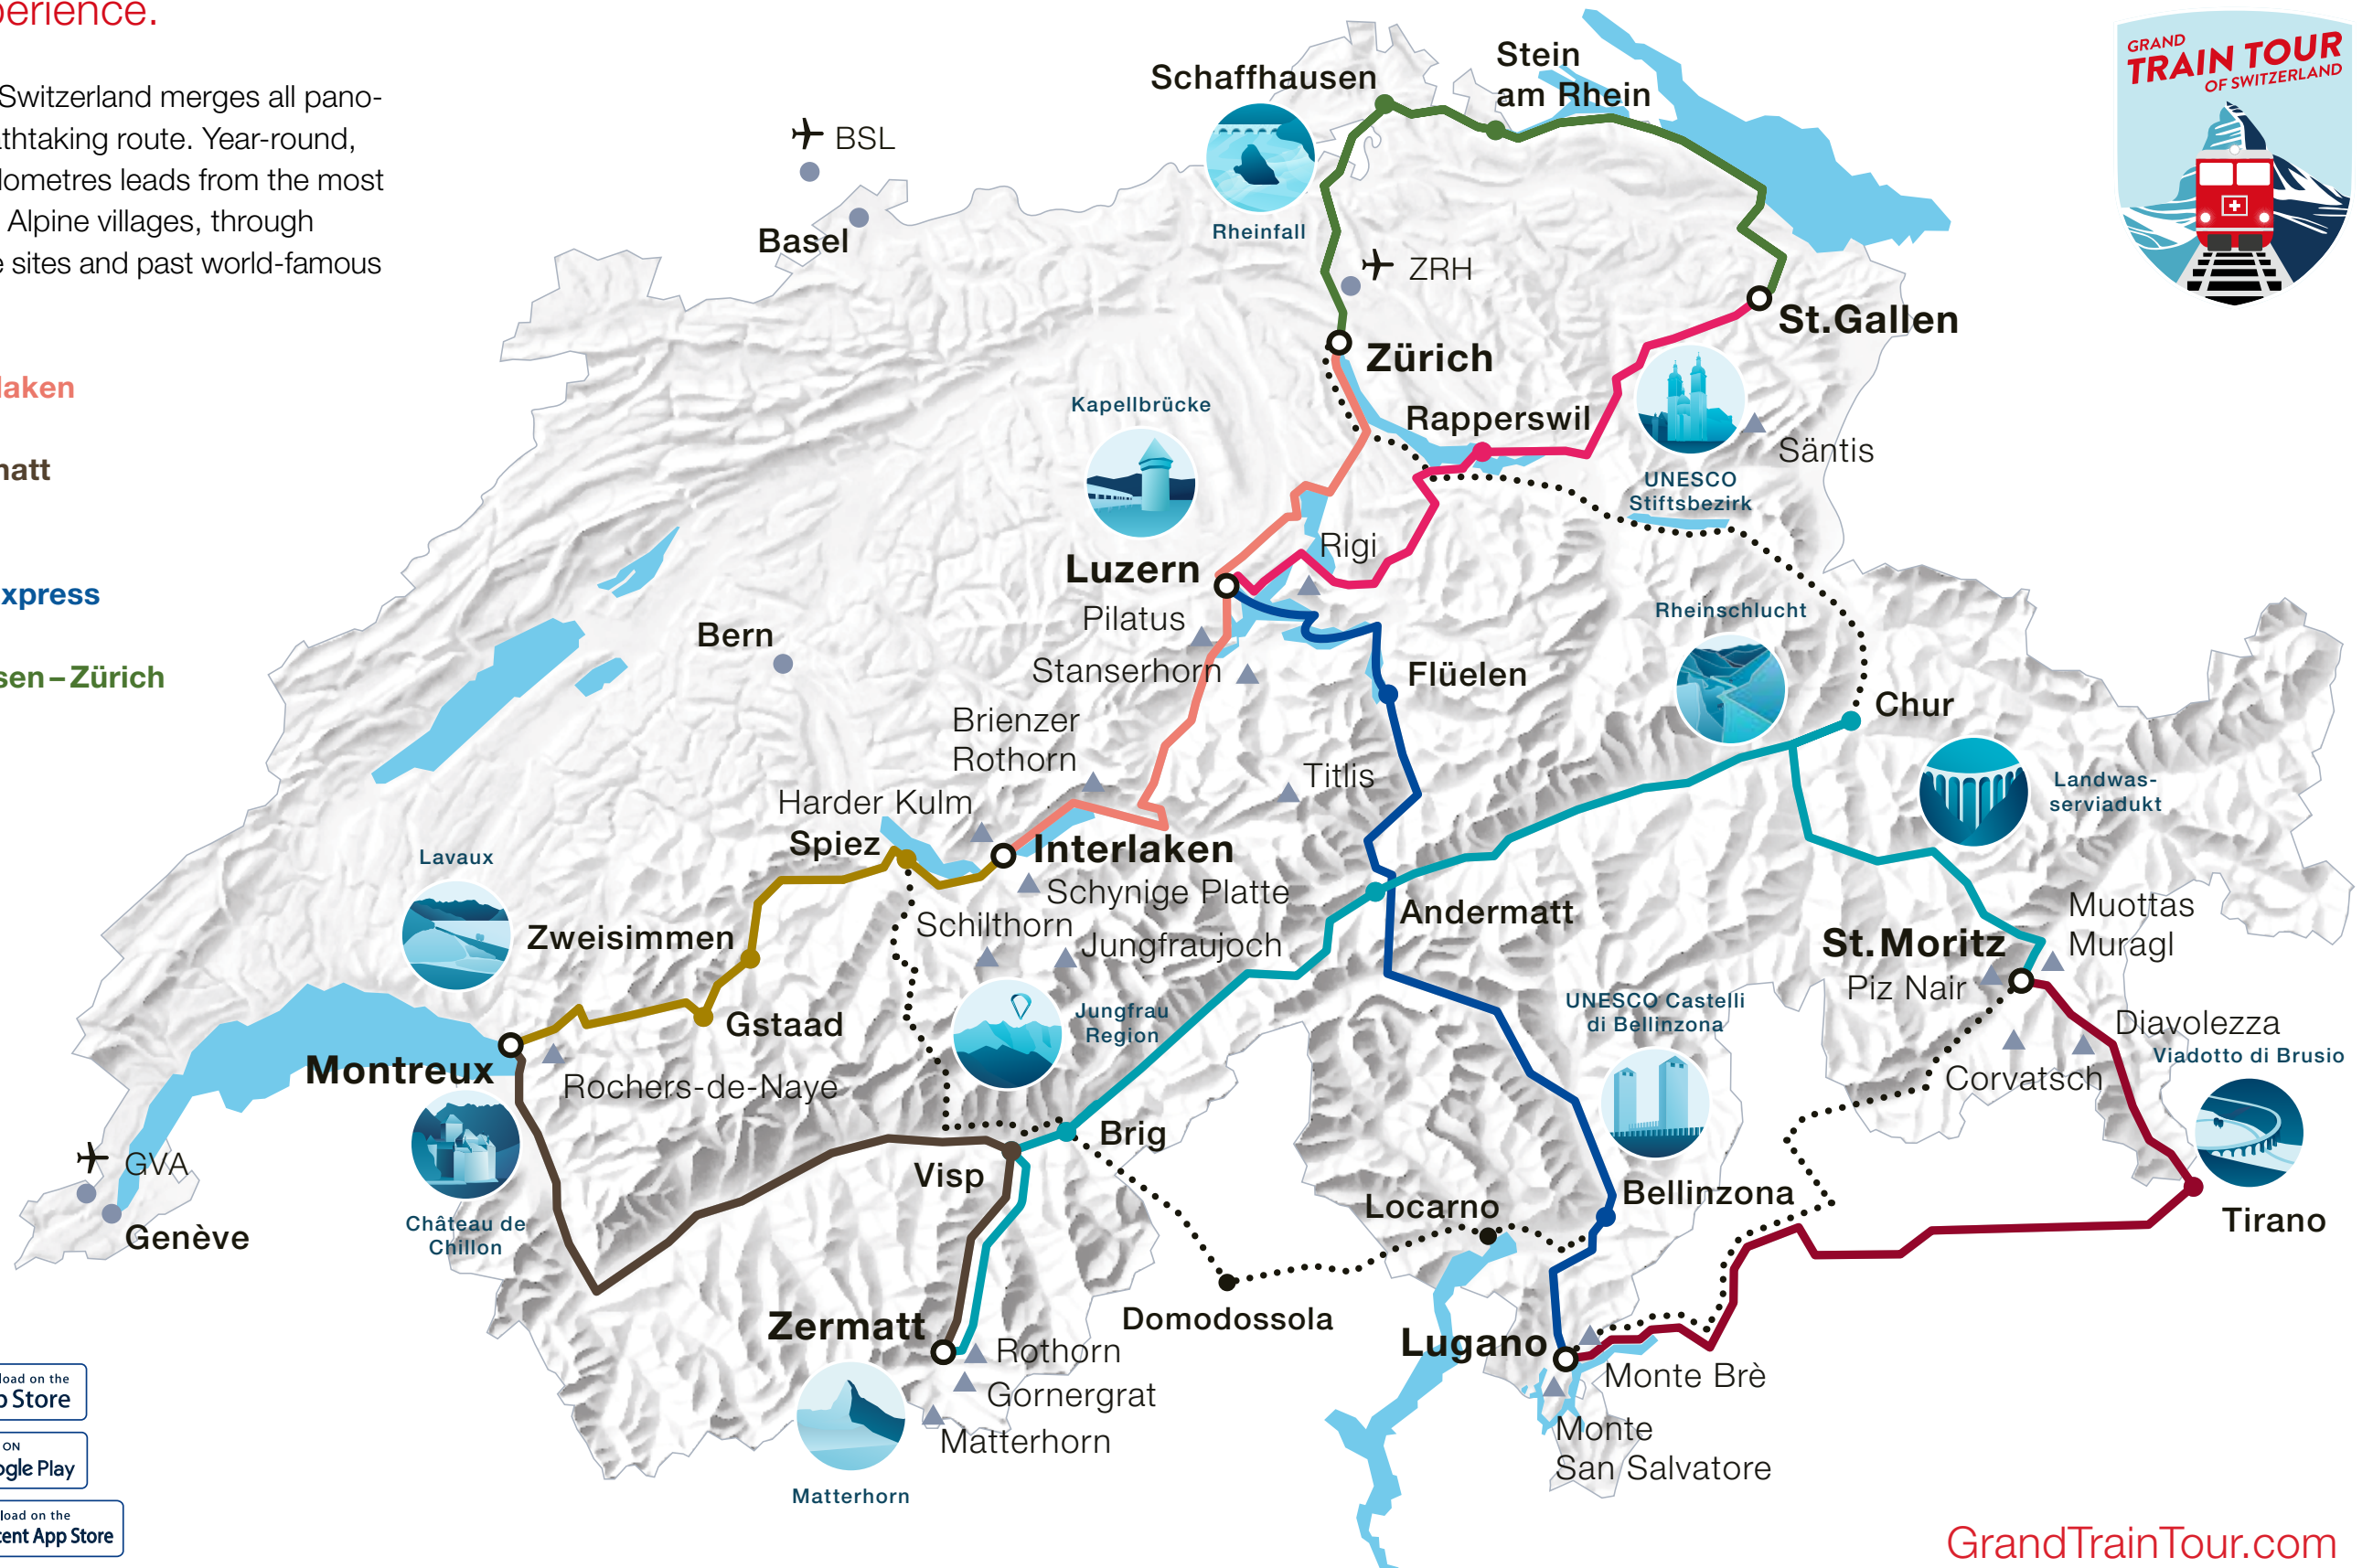 perience.
Switzerland merges all pano-
athtaking route. Year-round,
lometres leads from the most
Alpine villages, through
e sites and past world-famous
laken
natt
xpress
sen – Zürich
load on the
p Store
ON
ogle Play
load on the
cent App Store
GRAND
TRAIN TOUR
OF SWITZERLAND
Schaffhausen
Stein
am Rhein
BSL
Basel
Rheinfall
ZRH
St.Gallen
Zürich
Kapellbrücke
Rapperswil
Säntis
UNESCO
Stiftsbezirk
Rigi
Luzern
Pilatus
Rheinschlucht
Bern
Stanserhorn
Flüelen
Chur
Brienzer
Rothorn
Titlis
Landwas-
serviadukt
Harder Kulm
Spiez
Interlaken
Lavaux
Schynige Platte
Andermatt
Muottas
Muragl
Schilthorn
Zweisimmen
Jungfraujoch
St.Moritz
Piz Nair
Jungfrau
Region
UNESCO Castelli
di Bellinzona
Gstaad
Diavolezza
Viadotto di Brusio
Montreux
Rochers-de-Naye
Corvatsch
Brig
GVA
Visp
Bellinzona
Locarno
Tirano
Genève
Château de
Chillon
Domodossola
Zermatt
Rothorn
Lugano
Monte Brè
Gornergrat
Matterhorn
Monte
San Salvatore
Matterhorn
GrandTrainTour.com